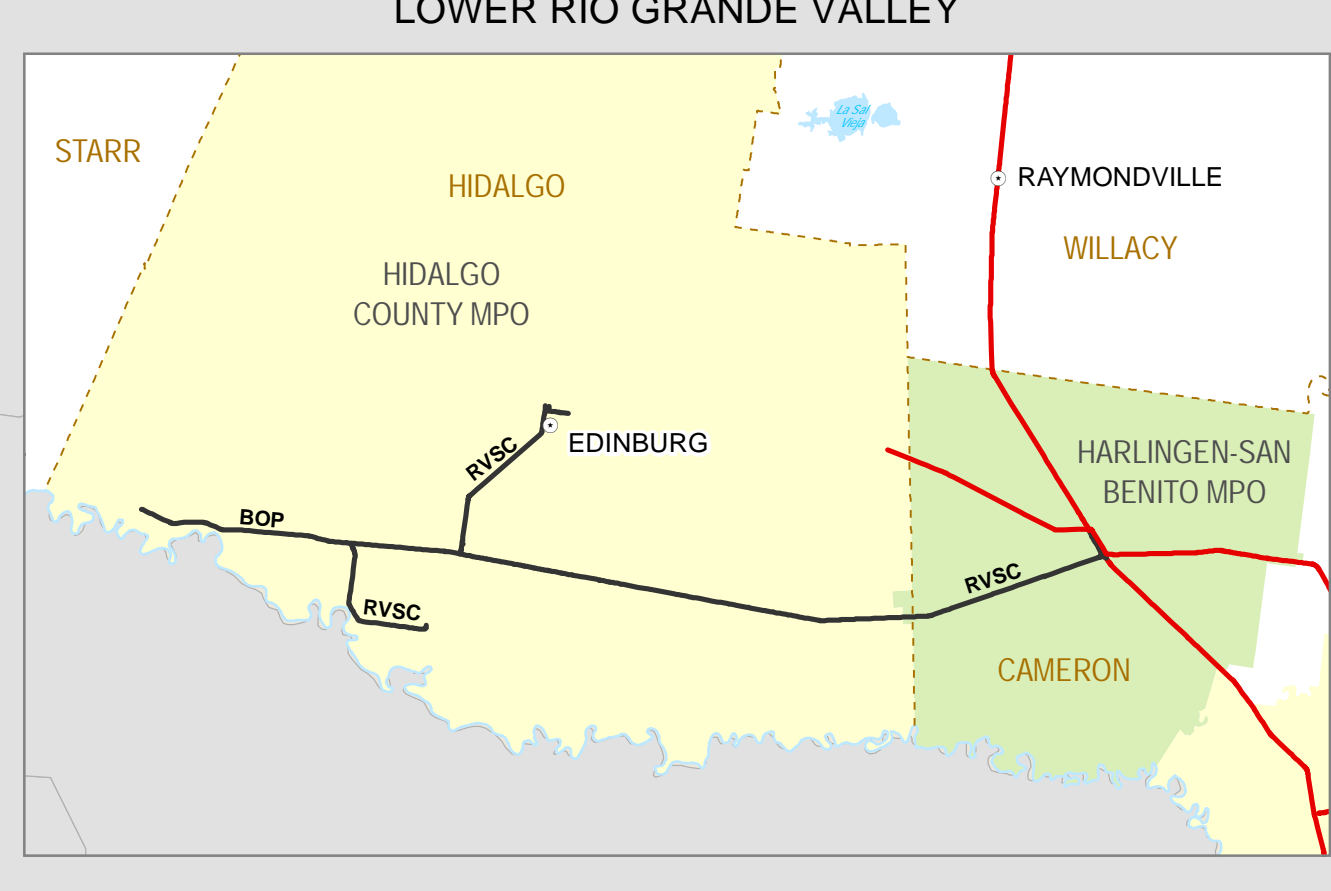 LOWER RIO GRANDE VALLEY
La Sal
Vieja
STARR
RAYMONDVILLE
HIDALGO
WILLACY
HIDALGO
COUNTY MPO
EDINBURG
RVSC
HARLINGEN-SAN
BENITO MPO
BOP
RVSC
RVSC
CAMERON